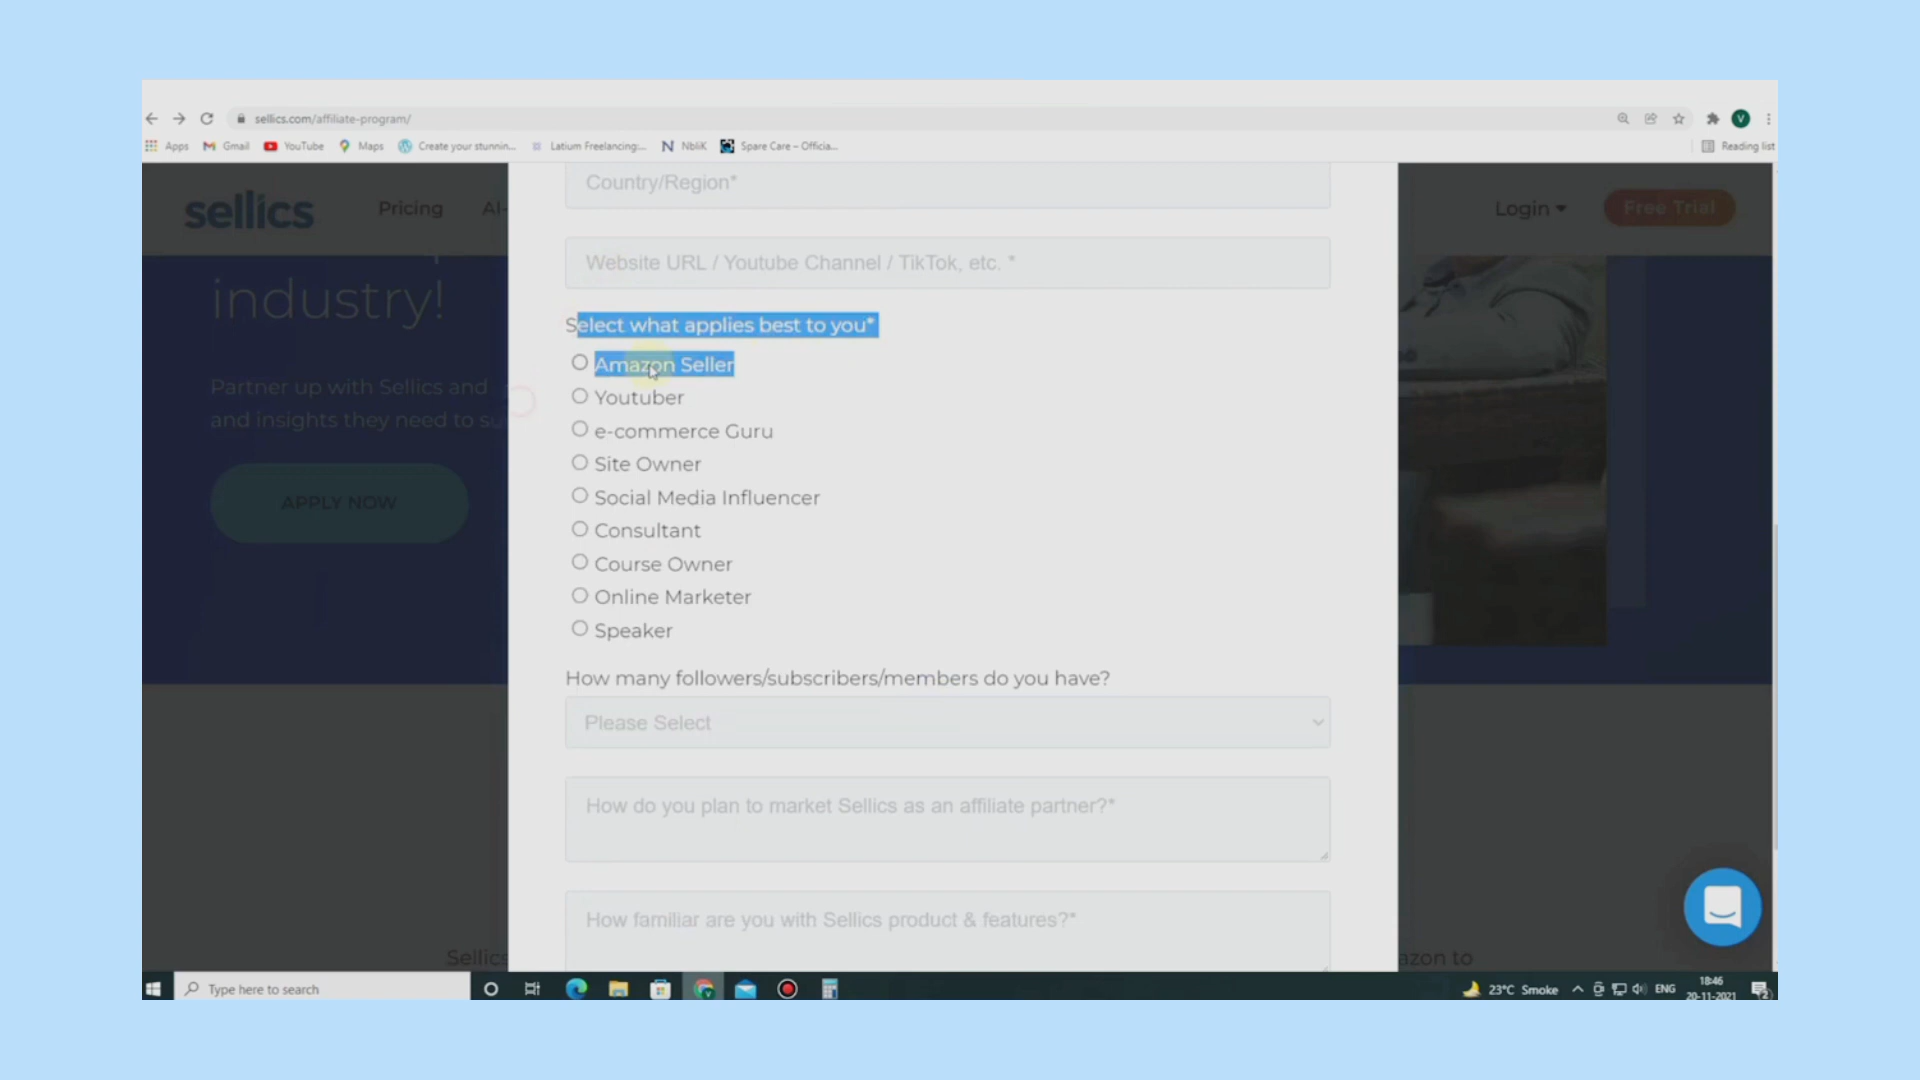 sellics.com/affiliate-program/
Apps Gmail YouTube Maps Create your stunnin... Latium Freelancing:... NbliK Spare Care – Officia... Reading list
Country/Region*
sellics Pricing AI- Login Free Trial
Website URL / Youtube Channel / TikTok, etc. *
industry!
Select what applies best to you*
Amazon Seller
Partner up with Sellics and
Youtuber
and insights they need to su
e-commerce Guru
Site Owner
Social Media Influencer
APPLY NOW
Consultant
Course Owner
Online Marketer
Speaker
How many followers/subscribers/members do you have?
Please Select
How do you plan to market Sellics as an affiliate partner?*
How familiar are you with Sellics product & features?*
Sellics azon to
Type here to search 23°C Smoke ENG 18:46
20-11-2021
V
2